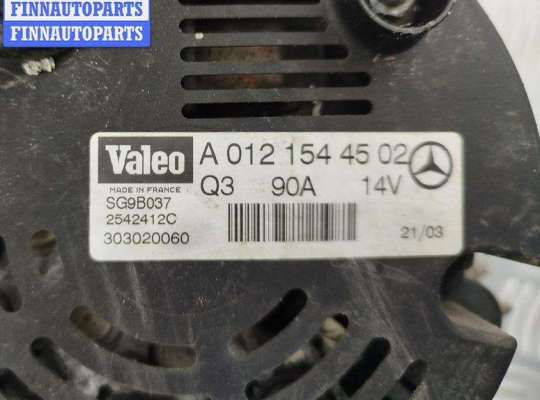 FINNAUTOPARTS
FINNAUTOPARTS
Valeo
A 012 154 45 02
MADE IN FRANCE
Q3 90A 14V
SG9B037
2542412C
303020060
21/03